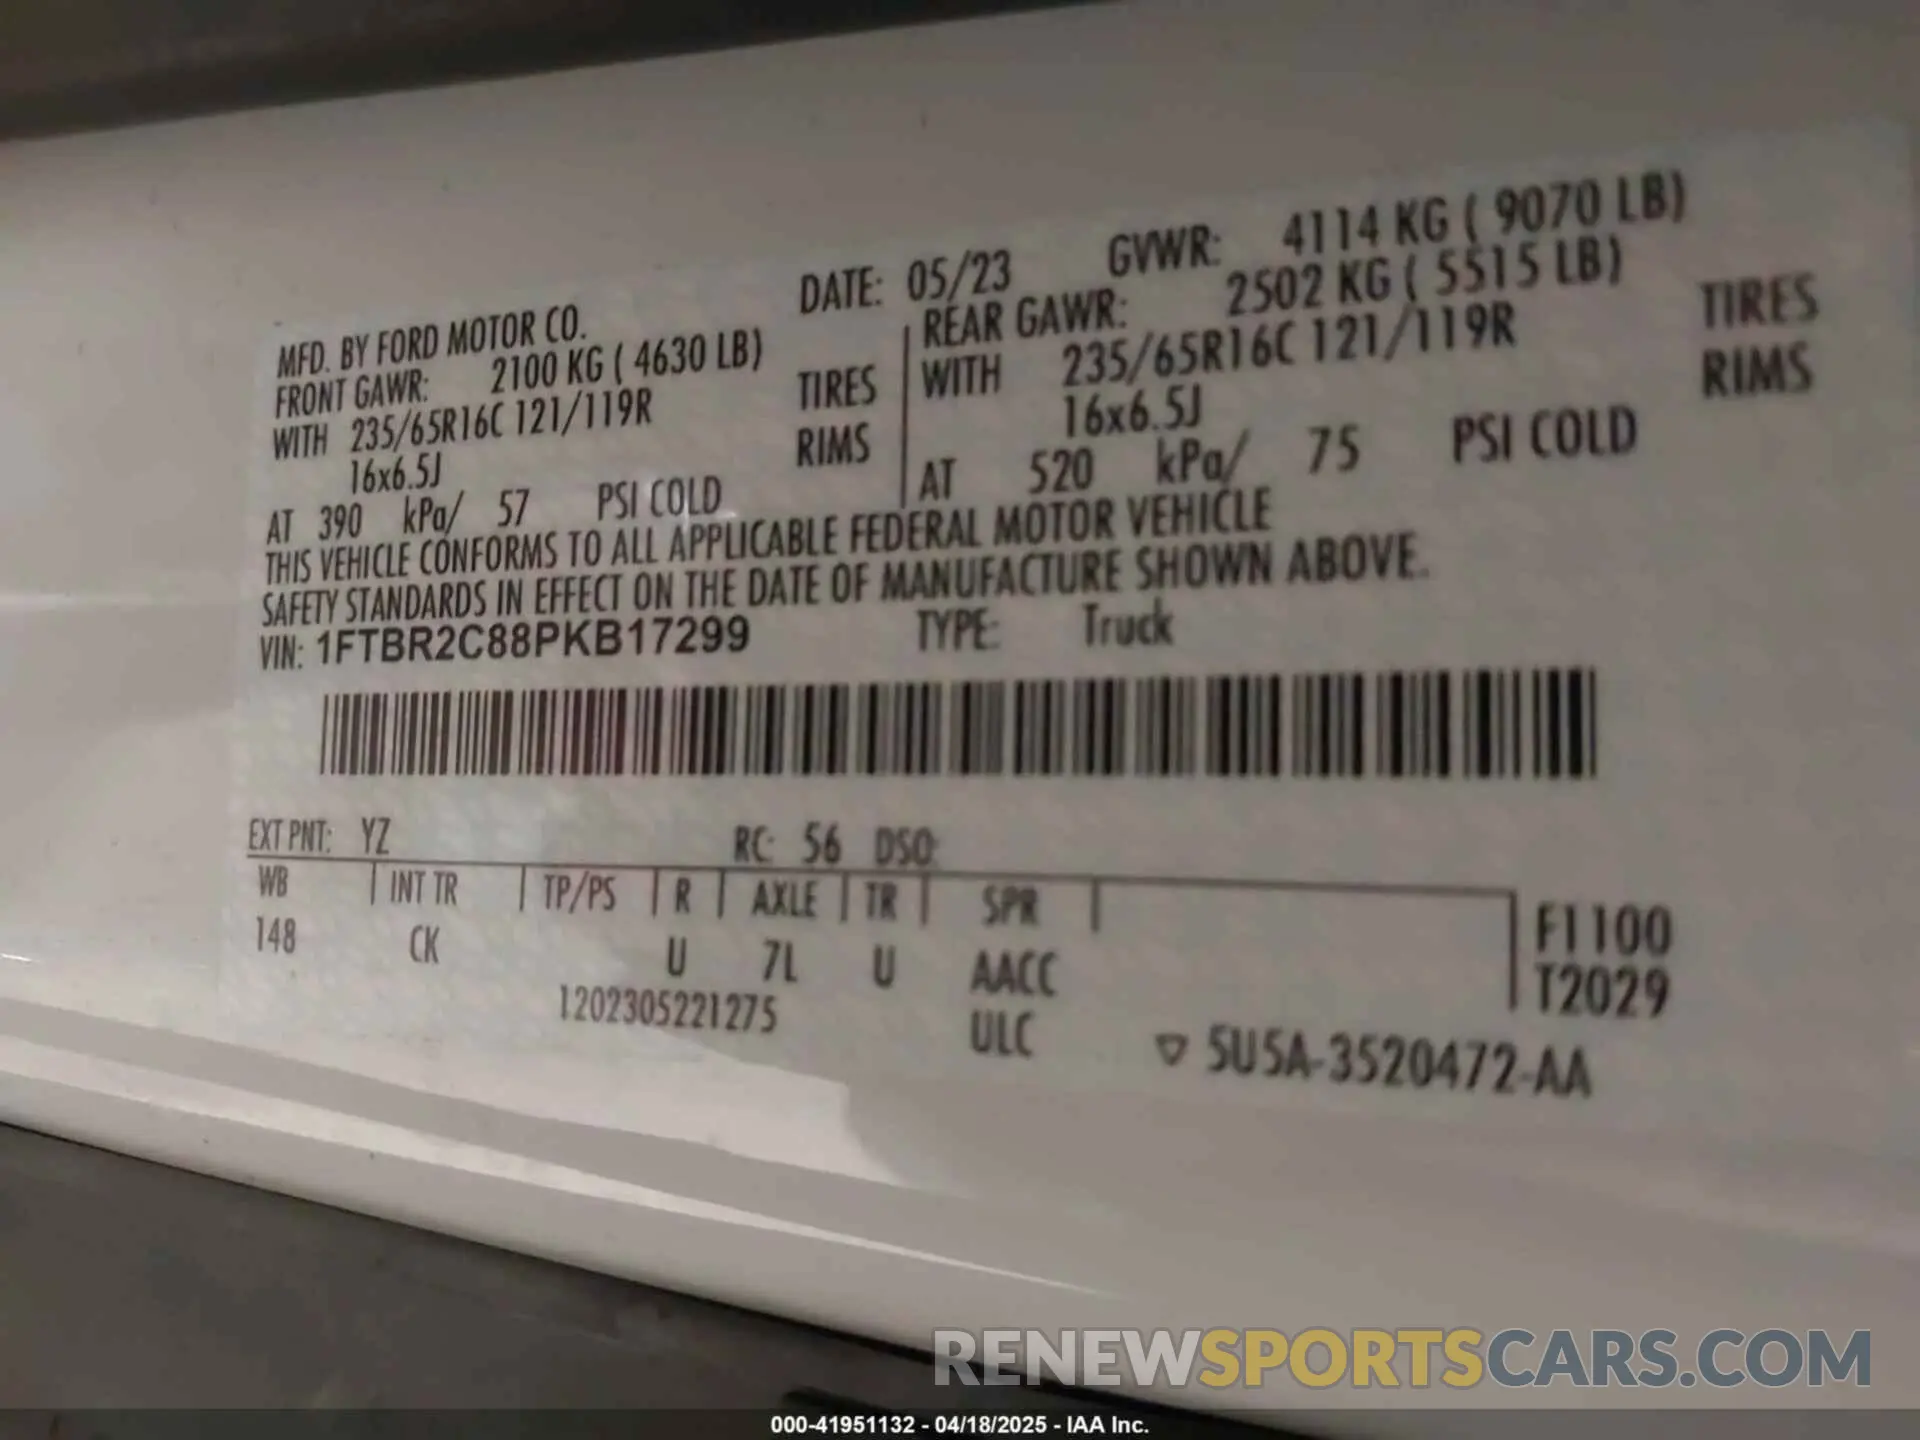 MFD. BY FORD MOTOR CO. DATE: 05/23 GVWR: 4114 KG ( 9070 LB)
FRONT GAWR: 2100 KG ( 4630 LB) REAR GAWR: 2502 KG ( 5515 LB)
WITH 235/65R16C 121/119R TIRES WITH 235/65R16C 121/119R TIRES
16x6.5J RIMS 16x6.5J RIMS
AT 390 kPa/ 57 PSI COLD AT 520 kPa/ 75 PSI COLD
THIS VEHICLE CONFORMS TO ALL APPLICABLE FEDERAL MOTOR VEHICLE
SAFETY STANDARDS IN EFFECT ON THE DATE OF MANUFACTURE SHOWN ABOVE.
VIN: 1FTBR2C88PKB17299 TYPE: Truck
EXT PNT: YZ RC: 56 DSO:
WB INT TR TP/PS R AXLE TR SPR
148 CK U 7L U AACC
F1100
T2029
1202305221275 ULC
5U5A-3520472-AA
RENEWSPORTSCARS.COM
000-41951132 - 04/18/2025 - IAA Inc.